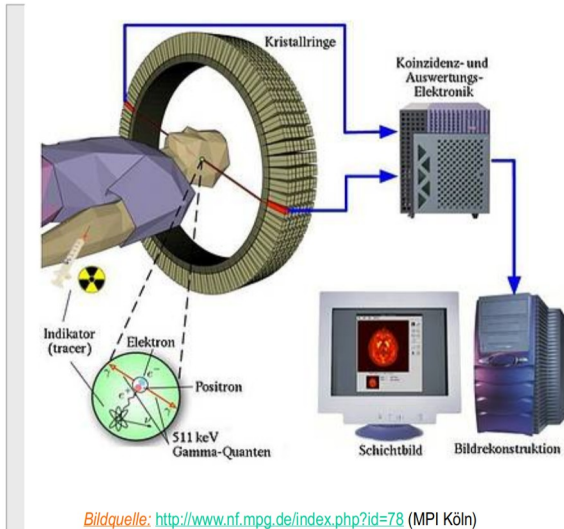 Kristallringe
Koinzidenz- und
Auswertungs-
Elektronik
Indikator
(tracer)
Elektron
e⁻
Positron
e⁺
γ
γ
ν
511 keV
Gamma-Quanten
Schichtbild
Bildrekonstruktion
Bildquelle: http://www.nf.mpg.de/index.php?id=78 (MPI Köln)